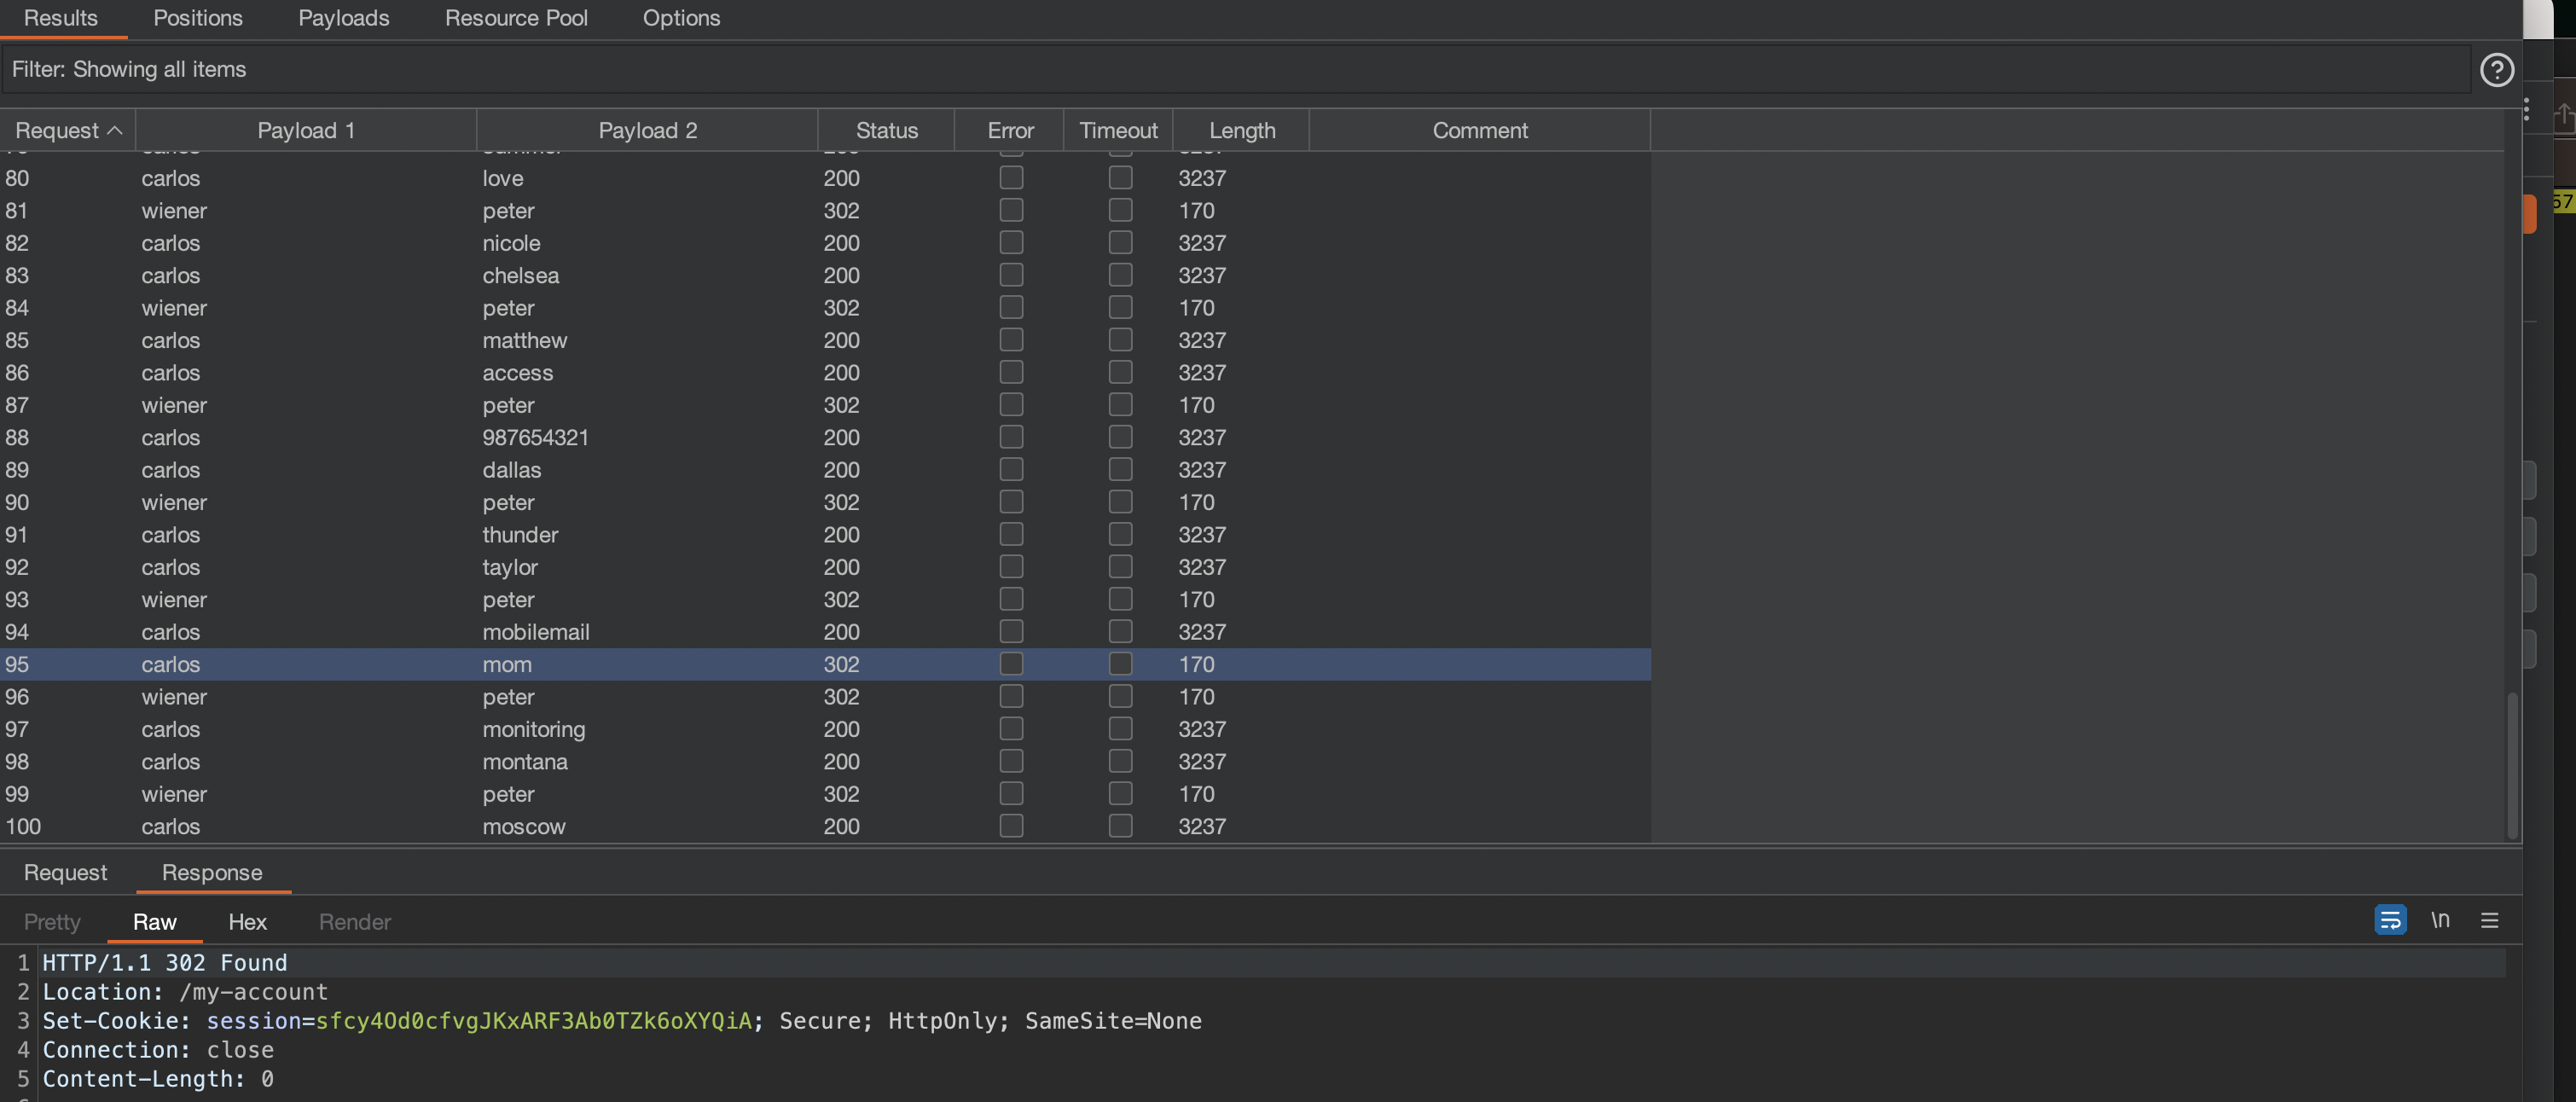 Results Positions Payloads Resource Pool Options
Filter: Showing all items
Request Payload 1 Payload 2 Status Error Timeout Length Comment
80 carlos love 200 3237
81 wiener peter 302 170
82 carlos nicole 200 3237
83 carlos chelsea 200 3237
84 wiener peter 302 170
85 carlos matthew 200 3237
86 carlos access 200 3237
87 wiener peter 302 170
88 carlos 987654321 200 3237
89 carlos dallas 200 3237
90 wiener peter 302 170
91 carlos thunder 200 3237
92 carlos taylor 200 3237
93 wiener peter 302 170
94 carlos mobilemail 200 3237
95 carlos mom 302 170
96 wiener peter 302 170
97 carlos monitoring 200 3237
98 carlos montana 200 3237
99 wiener peter 302 170
100 carlos moscow 200 3237
Request Response
Pretty Raw Hex Render \n
1 HTTP/1.1 302 Found
2 Location: /my-account
3 Set-Cookie: session=sfcy4Od0cfvgJKxARF3Ab0TZk6oXYQiA; Secure; HttpOnly; SameSite=None
4 Connection: close
5 Content-Length: 0